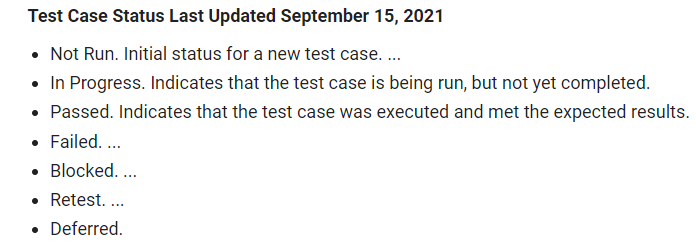 Test Case Status Last Updated September 15, 2021
• Not Run. Initial status for a new test case. ...
• In Progress. Indicates that the test case is being run, but not yet completed.
• Passed. Indicates that the test case was executed and met the expected results.
• Failed. ...
• Blocked. ...
• Retest. ...
• Deferred.